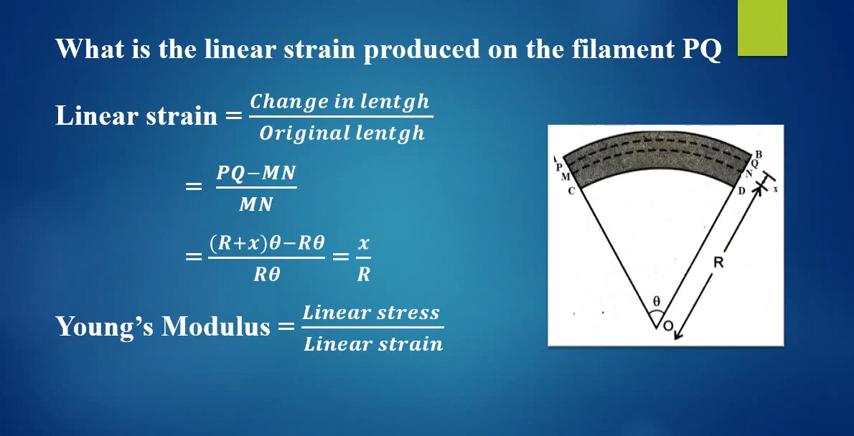 What is the linear strain produced on the filament PQ
Linear strain = Change in lentgh / Original lentgh
= PQ−MN / MN
= (R+x)θ−Rθ / Rθ = x / R
Young's Modulus = Linear stress / Linear strain
A
B
P
Q
M
N
C
D
x
R
θ
O